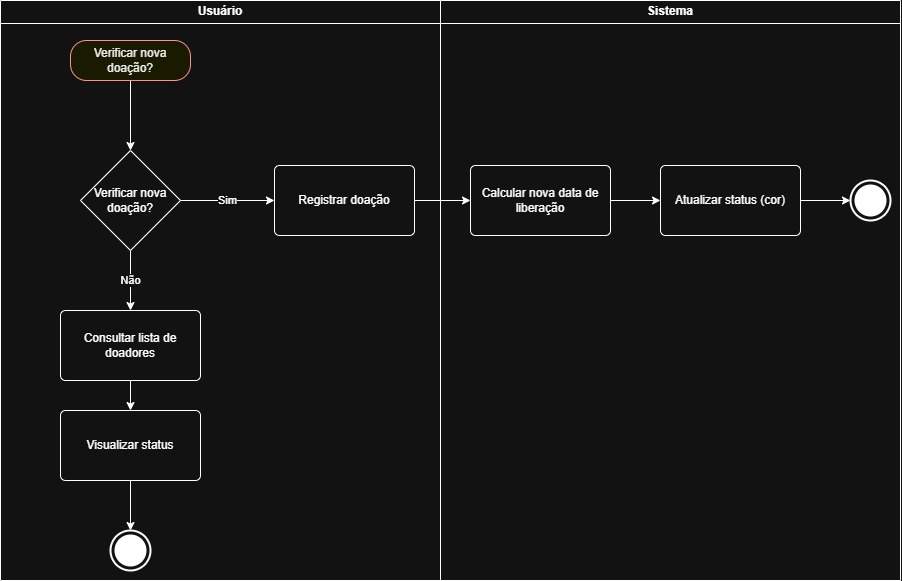 Usuário
Sistema
Verificar nova
doação?
Verificar nova
doação?
Sim
Registrar doação
Calcular nova data de
liberação
Atualizar status (cor)
Não
Consultar lista de
doadores
Visualizar status